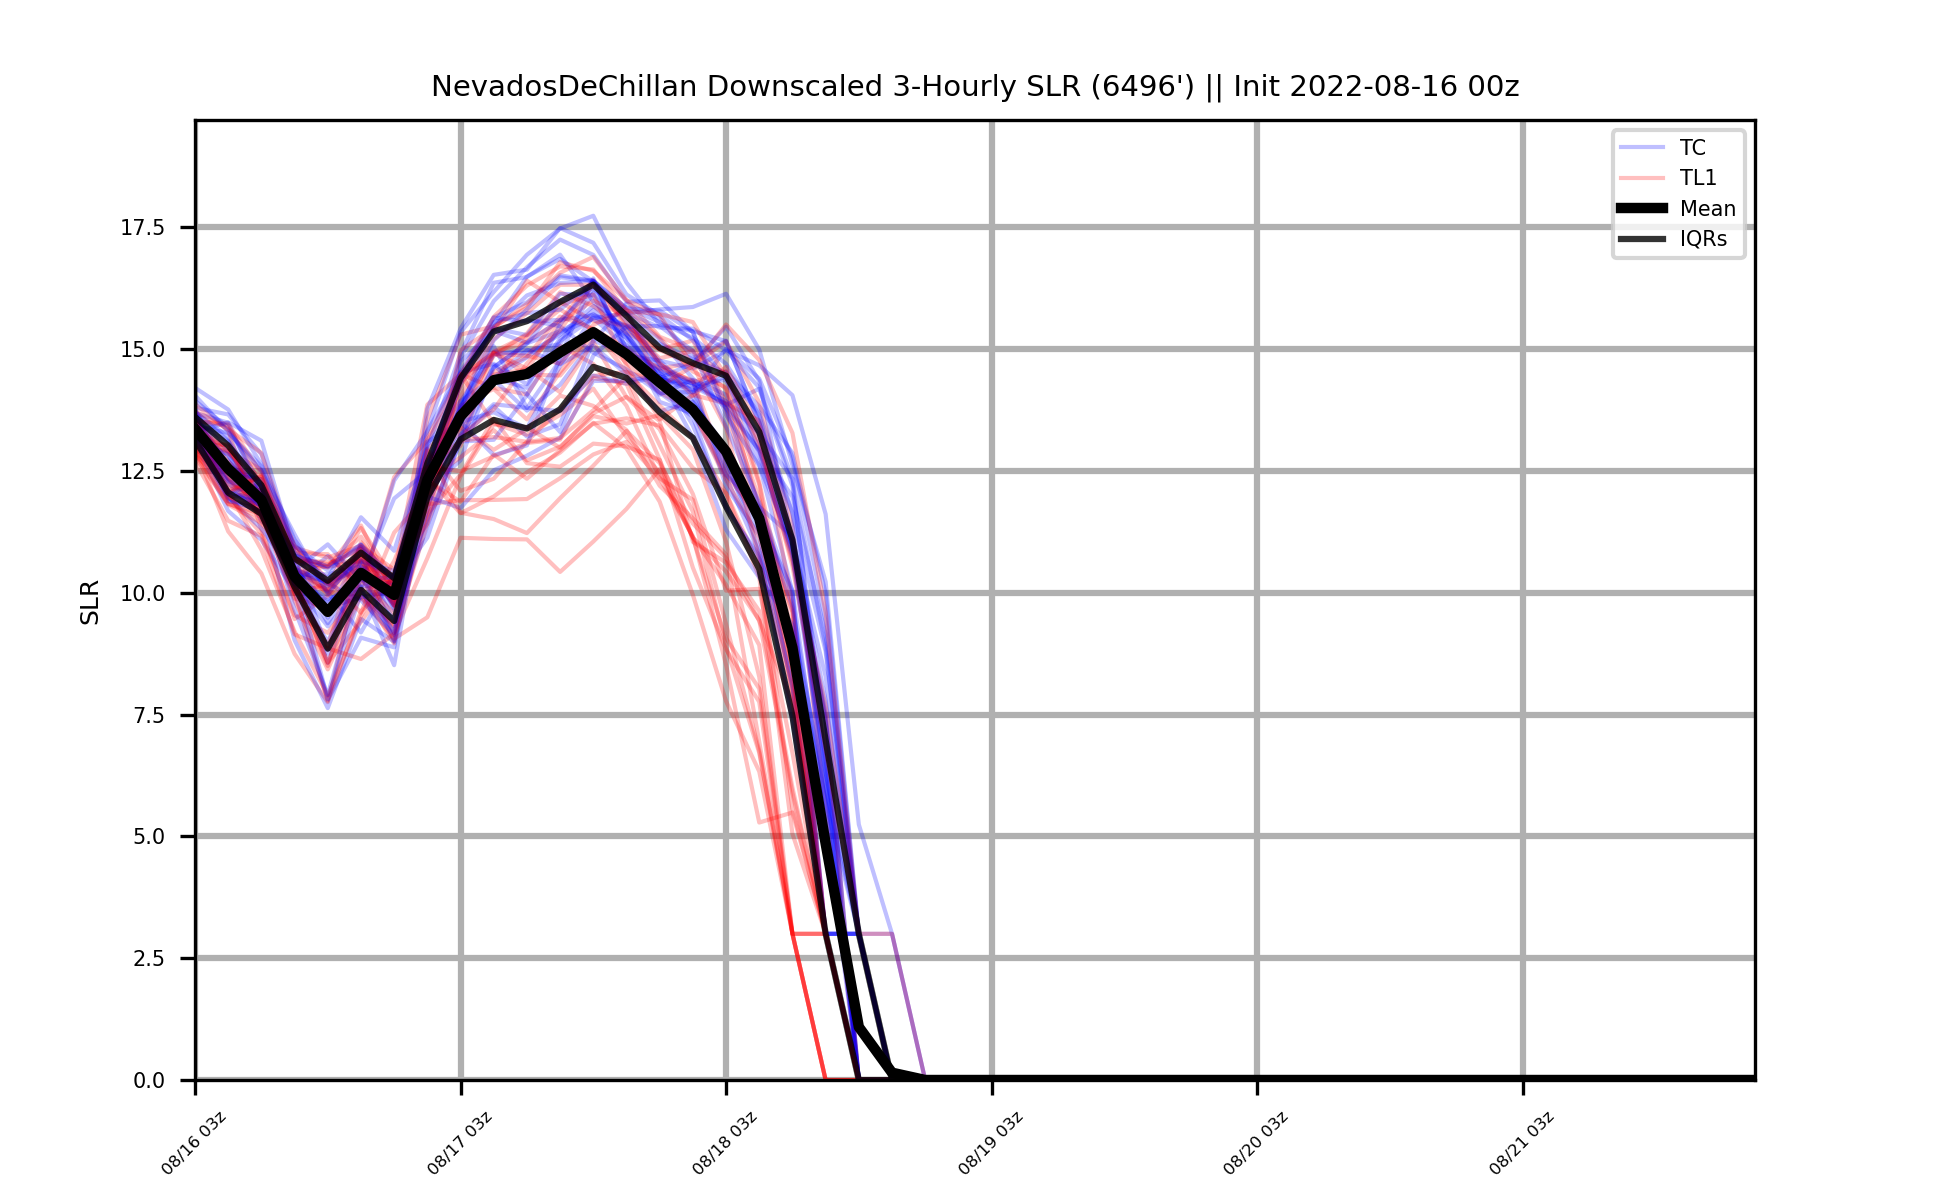 NevadosDeChillan Downscaled 3-Hourly SLR (6496') || Init 2022-08-16 00z
TC
TL1
Mean
IQRs
SLR
17.5
15.0
12.5
10.0
7.5
5.0
2.5
0.0
08/16 03z
08/17 03z
08/18 03z
08/19 03z
08/20 03z
08/21 03z